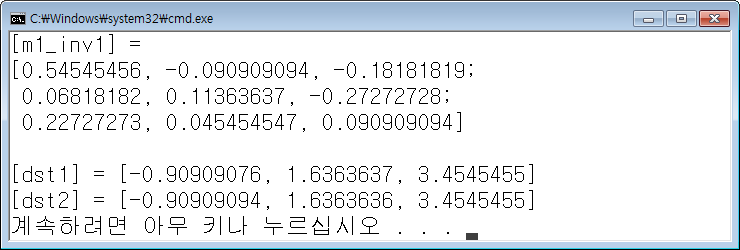 C:₩Windows₩system32₩cmd.exe
[m1_inv1] =
[0.54545456, -0.090909094, -0.18181819;
 0.06818182, 0.11363637, -0.27272728;
 0.22727273, 0.045454547, 0.090909094]
[dst1] = [-0.90909076, 1.6363637, 3.4545455]
[dst2] = [-0.90909094, 1.6363636, 3.4545455]
계속하려면 아무 키나 누르십시오 . . .